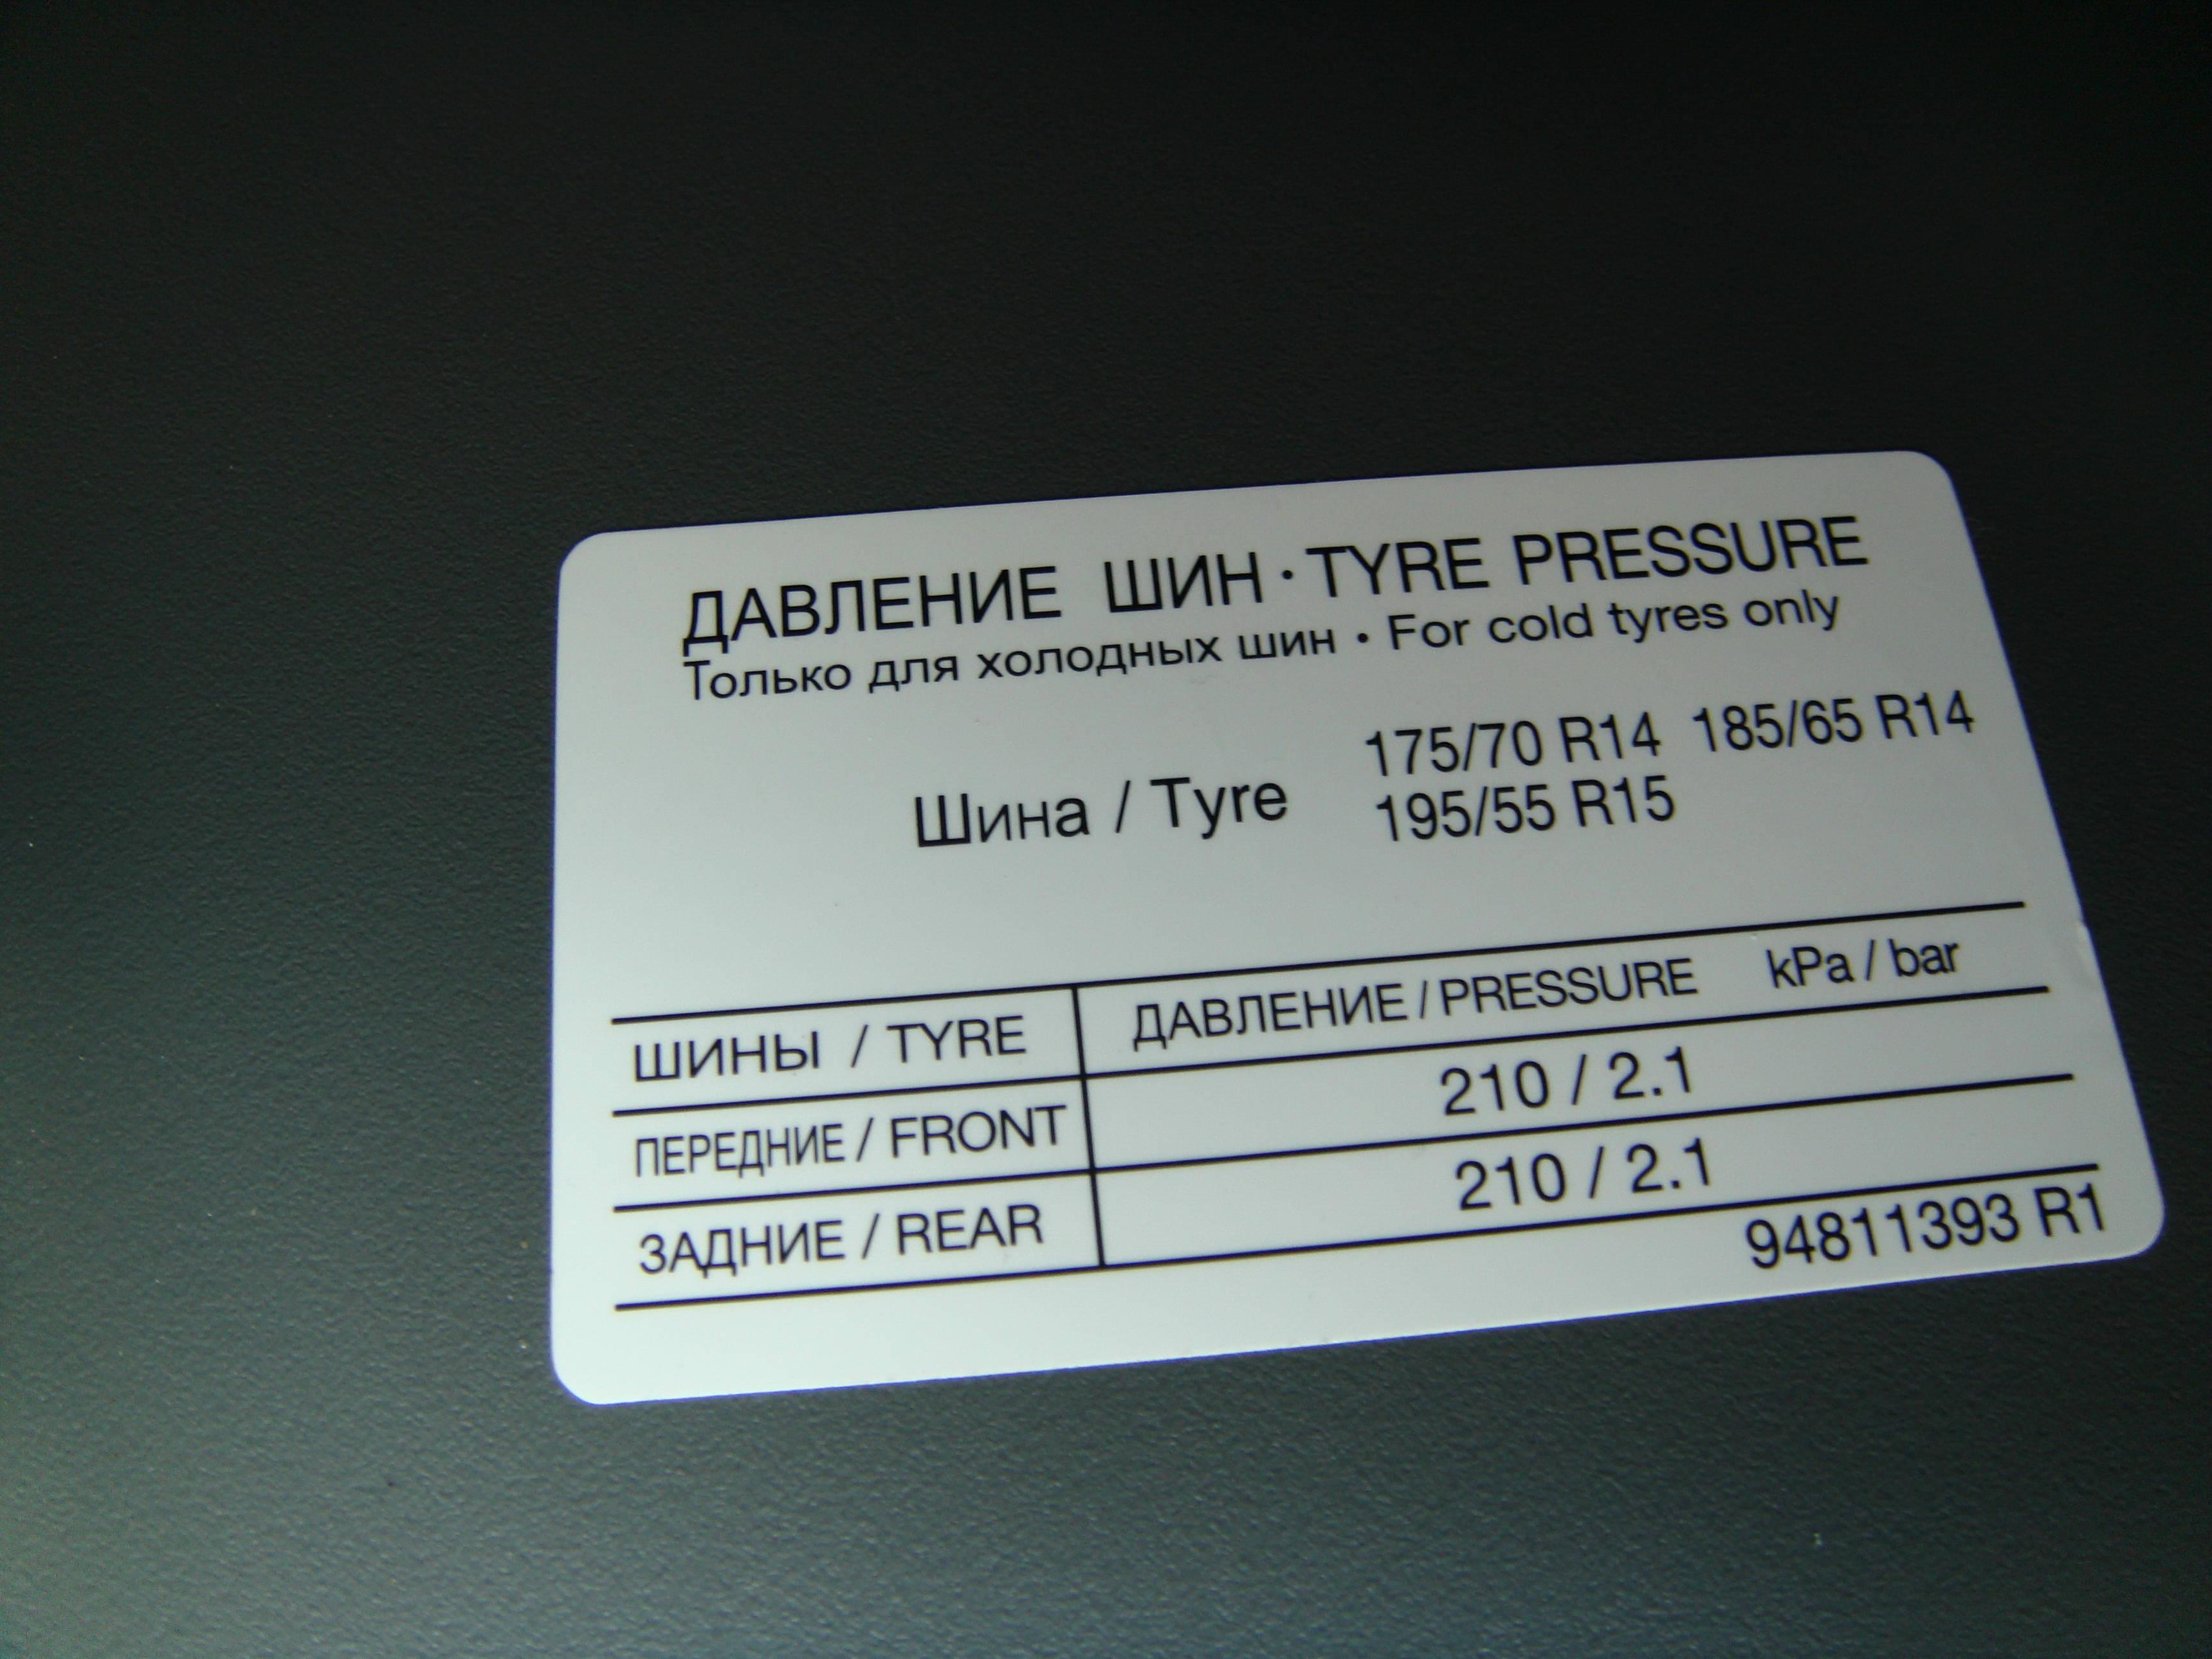 ДАВЛЕНИЕ ШИН · TYRE PRESSURE
Только для холодных шин • For cold tyres only
175/70 R14 185/65 R14
Шина / Tyre
195/55 R15
ШИНЫ / TYRE ДАВЛЕНИЕ / PRESSURE kPa / bar
ПЕРЕДНИЕ / FRONT 210 / 2.1
ЗАДНИЕ / REAR 210 / 2.1
94811393 R1